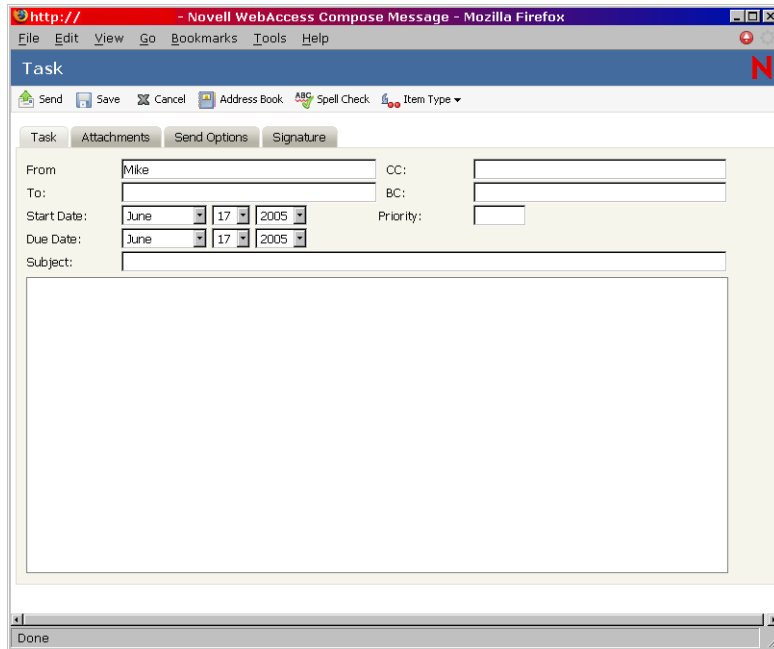 http:// - Novell WebAccess Compose Message - Mozilla Firefox
File Edit View Go Bookmarks Tools Help
Task
N
Send Save Cancel Address Book ABC Spell Check Item Type
Task Attachments Send Options Signature
From Mike CC:
To: BC:
Start Date: June 17 2005 Priority:
Due Date: June 17 2005
Subject:
Done